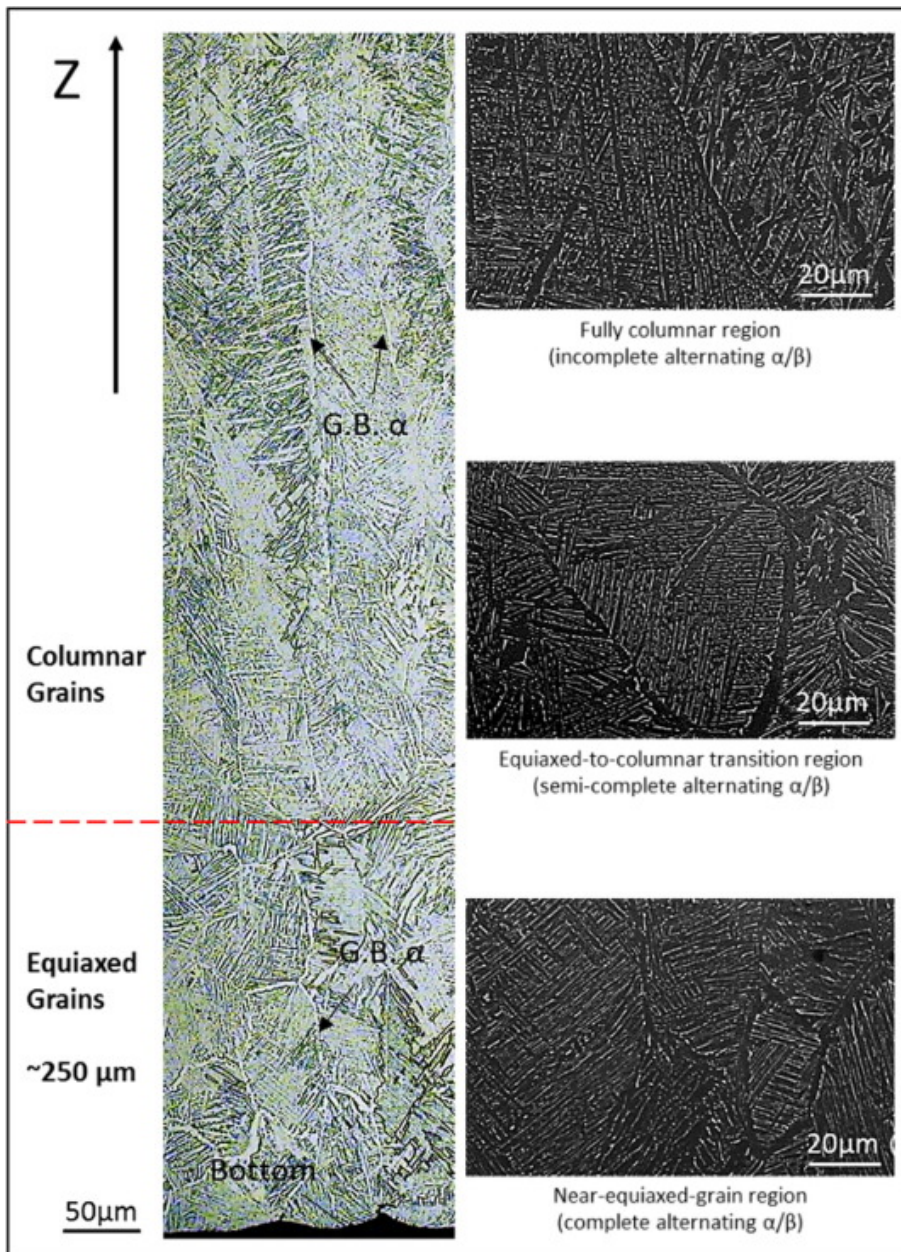 Z
G.B. α
20μm
Fully columnar region
(incomplete alternating α/β)
Columnar
Grains
20μm
Equiaxed-to-columnar transition region
(semi-complete alternating α/β)
G.B. α
Equiaxed
Grains
~250 μm
Bottom
50μm
20μm
Near-equiaxed-grain region
(complete alternating α/β)